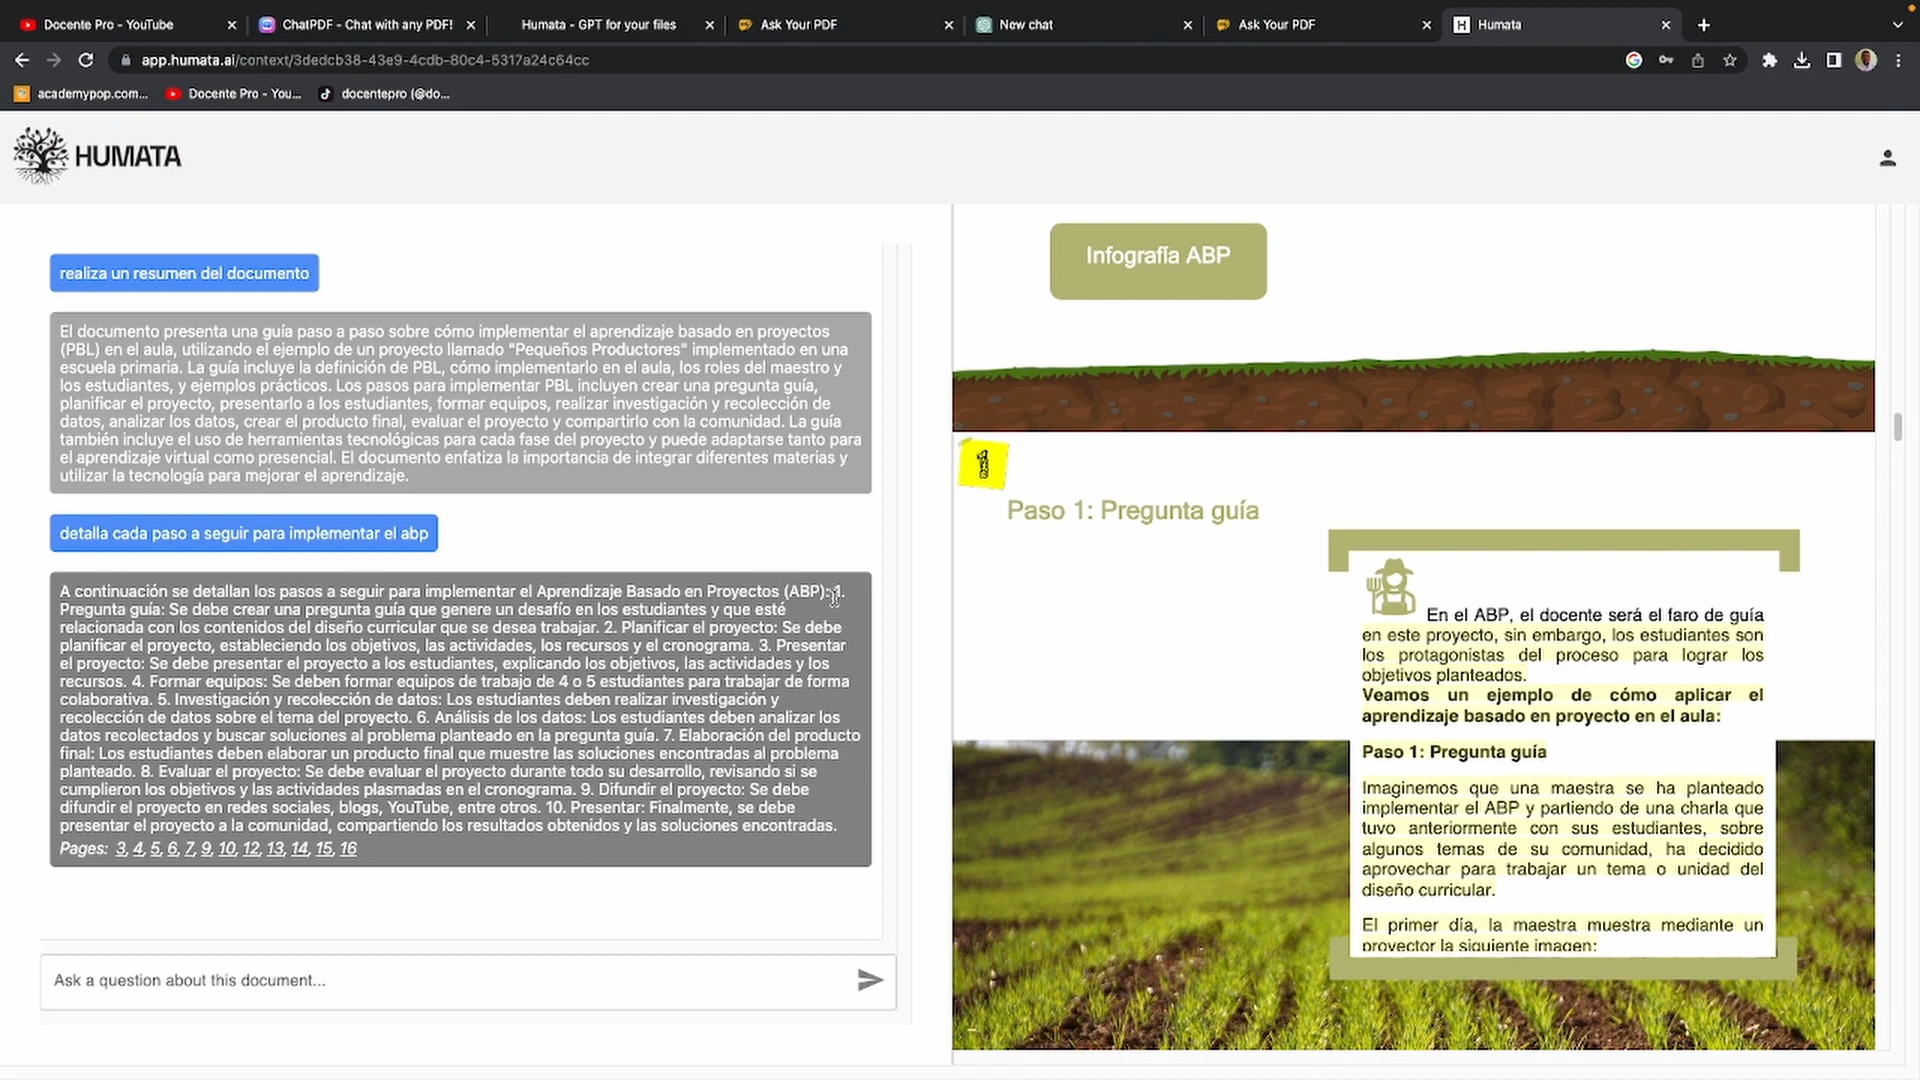 Docente Pro - YouTube
ChatPDF - Chat with any PDF!
Humata - GPT for your files
Ask Your PDF
New chat
Ask Your PDF
Humata
app.humata.ai/context/3dedcb38-43e9-4cdb-80c4-5317a24c64cc
academypop.com...
Docente Pro - You...
docentepro (@do...
HUMATA
realiza un resumen del documento
El documento presenta una guía paso a paso sobre cómo implementar el aprendizaje basado en proyectos
(PBL) en el aula, utilizando el ejemplo de un proyecto llamado "Pequeños Productores" implementado en una
escuela primaria. La guía incluye la definición de PBL, cómo implementarlo en el aula, los roles del maestro y
los estudiantes, y ejemplos prácticos. Los pasos para implementar PBL incluyen crear una pregunta guía,
planificar el proyecto, presentarlo a los estudiantes, formar equipos, realizar investigación y recolección de
datos, analizar los datos, crear el producto final, evaluar el proyecto y compartirlo con la comunidad. La guía
también incluye el uso de herramientas tecnológicas para cada fase del proyecto y puede adaptarse tanto para
el aprendizaje virtual como presencial. El documento enfatiza la importancia de integrar diferentes materias y
utilizar la tecnología para mejorar el aprendizaje.
detalla cada paso a seguir para implementar el abp
A continuación se detallan los pasos a seguir para implementar el Aprendizaje Basado en Proyectos (ABP): 1.
Pregunta guía: Se debe crear una pregunta guía que genere un desafío en los estudiantes y que esté
relacionada con los contenidos del diseño curricular que se desea trabajar. 2. Planificar el proyecto: Se debe
planificar el proyecto, estableciendo los objetivos, las actividades, los recursos y el cronograma. 3. Presentar
el proyecto: Se debe presentar el proyecto a los estudiantes, explicando los objetivos, las actividades y los
recursos. 4. Formar equipos: Se deben formar equipos de trabajo de 4 o 5 estudiantes para trabajar de forma
colaborativa. 5. Investigación y recolección de datos: Los estudiantes deben realizar investigación y
recolección de datos sobre el tema del proyecto. 6. Análisis de los datos: Los estudiantes deben analizar los
datos recolectados y buscar soluciones al problema planteado en la pregunta guía. 7. Elaboración del producto
final: Los estudiantes deben elaborar un producto final que muestre las soluciones encontradas al problema
planteado. 8. Evaluar el proyecto: Se debe evaluar el proyecto durante todo su desarrollo, revisando si se
cumplieron los objetivos y las actividades plasmadas en el cronograma. 9. Difundir el proyecto: Se debe
difundir el proyecto en redes sociales, blogs, YouTube, entre otros. 10. Presentar: Finalmente, se debe
presentar el proyecto a la comunidad, compartiendo los resultados obtenidos y las soluciones encontradas.
Pages: 3, 4, 5, 6, 7, 9, 10, 12, 13, 14, 15, 16
Ask a question about this document...
Infografía ABP
1
Paso 1: Pregunta guía
En el ABP, el docente será el faro de guía
en este proyecto, sin embargo, los estudiantes son
los protagonistas del proceso para lograr los
objetivos planteados.
Veamos un ejemplo de cómo aplicar el
aprendizaje basado en proyecto en el aula:
Paso 1: Pregunta guía
Imaginemos que una maestra se ha planteado
implementar el ABP y partiendo de una charla que
tuvo anteriormente con sus estudiantes, sobre
algunos temas de su comunidad, ha decidido
aprovechar para trabajar un tema o unidad del
diseño curricular.
El primer día, la maestra muestra mediante un
proyector la siguiente imagen: